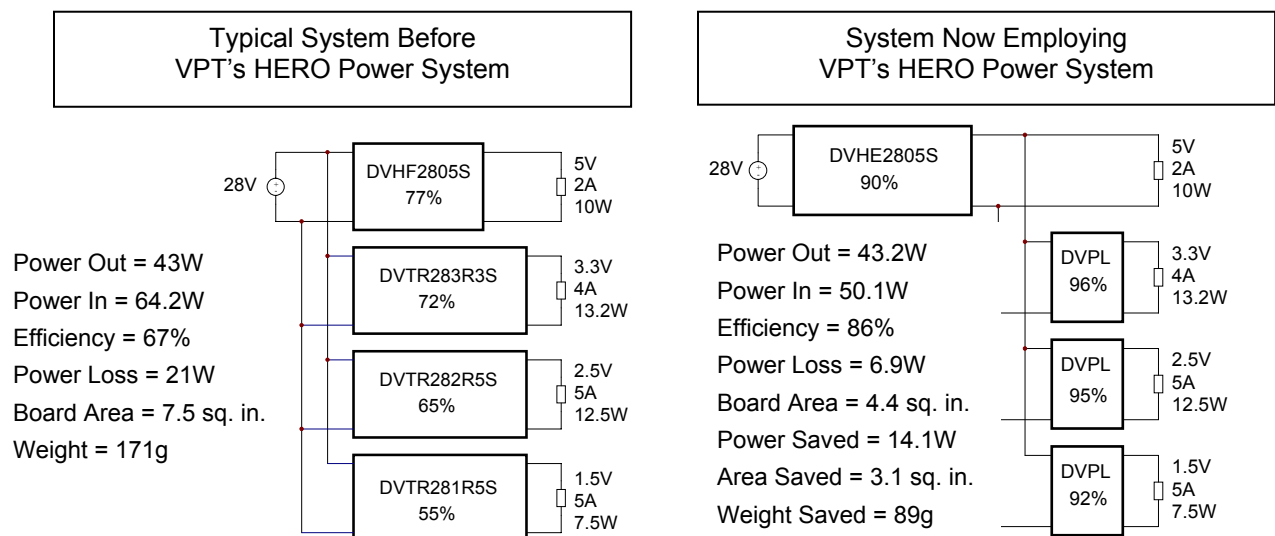 Typical System Before
VPT's HERO Power System
28V
DVHF2805S
77%
5V
2A
10W
DVTR283R3S
72%
3.3V
4A
13.2W
DVTR282R5S
65%
2.5V
5A
12.5W
DVTR281R5S
55%
1.5V
5A
7.5W
Power Out = 43W
Power In = 64.2W
Efficiency = 67%
Power Loss = 21W
Board Area = 7.5 sq. in.
Weight = 171g
System Now Employing
VPT's HERO Power System
28V
DVHE2805S
90%
5V
2A
10W
DVPL
96%
3.3V
4A
13.2W
DVPL
95%
2.5V
5A
12.5W
DVPL
92%
1.5V
5A
7.5W
Power Out = 43.2W
Power In = 50.1W
Efficiency = 86%
Power Loss = 6.9W
Board Area = 4.4 sq. in.
Power Saved = 14.1W
Area Saved = 3.1 sq. in.
Weight Saved = 89g